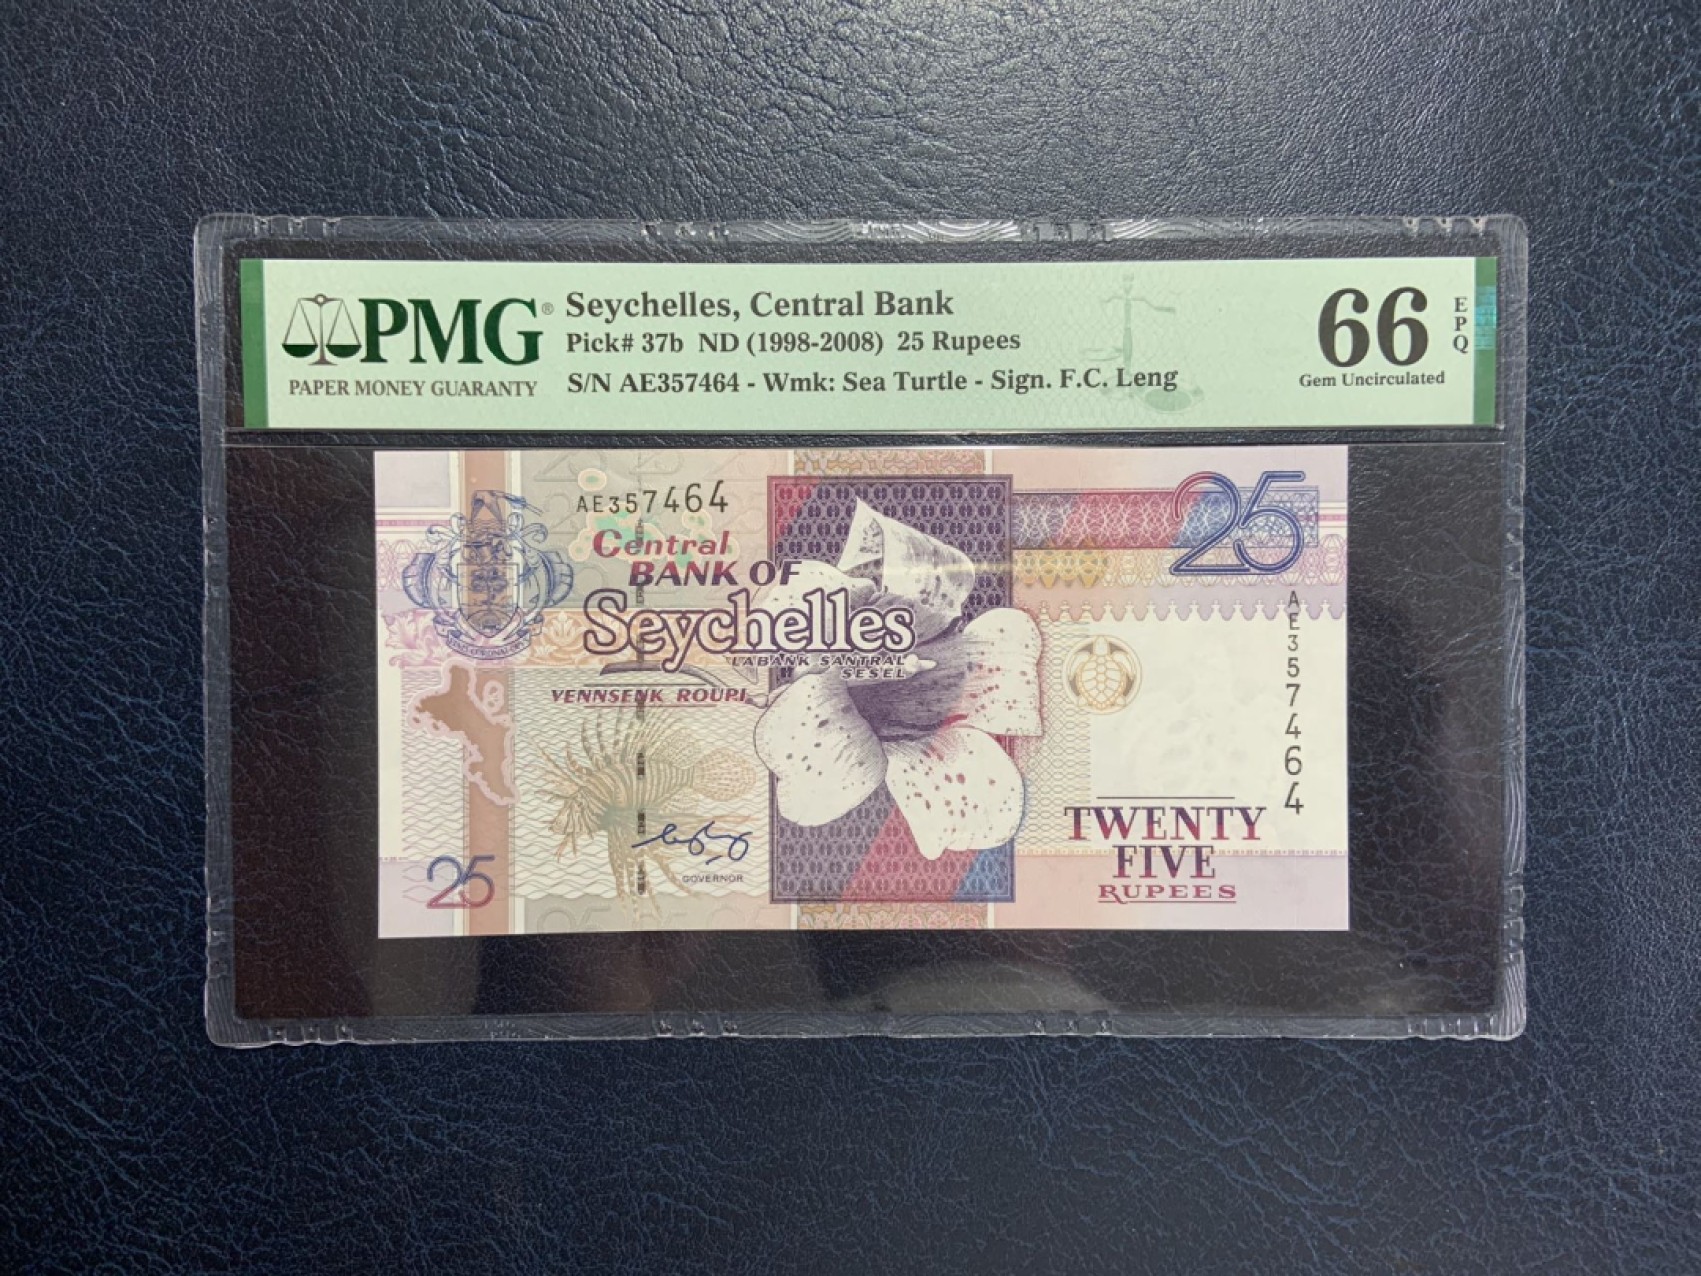 PMG®
PAPER MONEY GUARANTY
Seychelles, Central Bank
Pick# 37b ND (1998-2008) 25 Rupees
S/N AE357464 - Wmk: Sea Turtle - Sign. F.C. Leng
66
EPQ
Gem Uncirculated
AE357464
Central
BANK OF
Seychelles
LABANK SANTRAL
SESEL
VENNSENK ROUPI
25
AE357464
GOVERNOR
25
TWENTY
FIVE
RUPEES